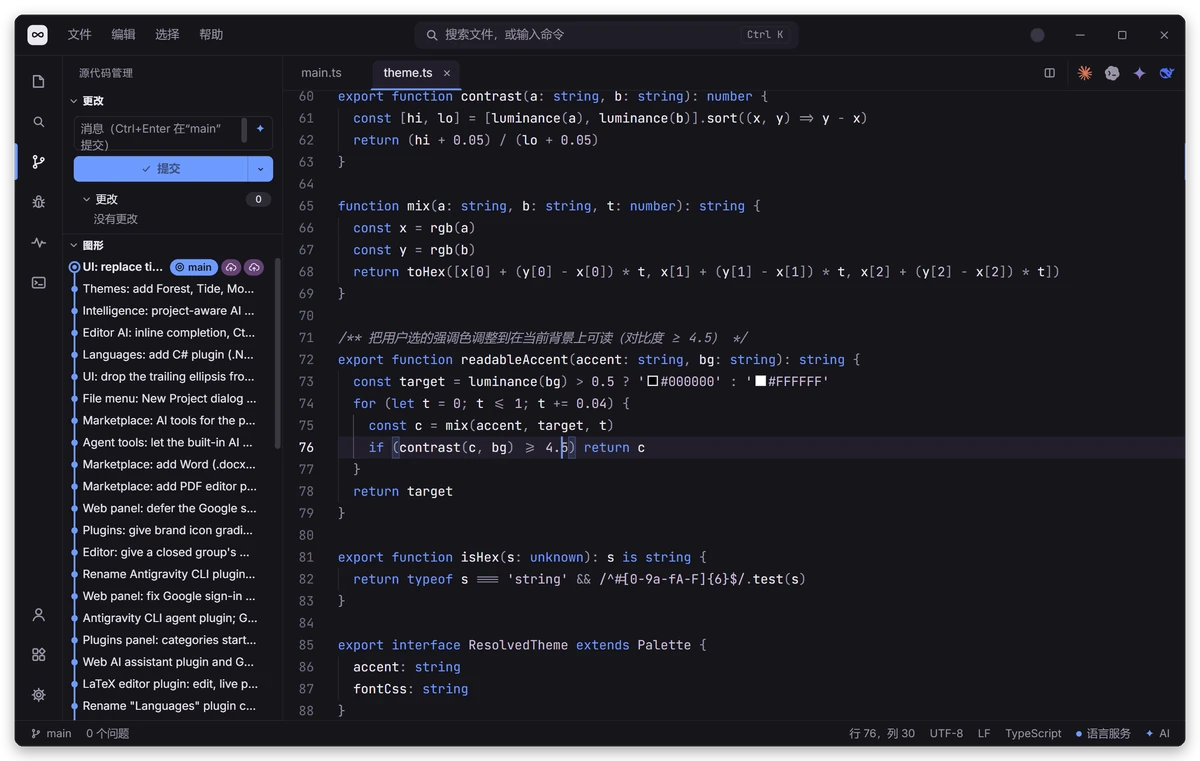 文件 编辑 选择 帮助
搜索文件，或输入命令 Ctrl K
源代码管理
更改
消息（Ctrl+Enter 在“main”
提交）
提交
更改 0
没有更改
图形
UI: replace ti... main
Themes: add Forest, Tide, Mo...
Intelligence: project-aware AI ...
Editor AI: inline completion, Ct...
Languages: add C# plugin (.N...
UI: drop the trailing ellipsis fro...
File menu: New Project dialog ...
Marketplace: AI tools for the p...
Agent tools: let the built-in AI ...
Marketplace: add Word (.docx...
Marketplace: add PDF editor p...
Web panel: defer the Google s...
Plugins: give brand icon gradi...
Editor: give a closed group's ...
Rename Antigravity CLI plugin...
Web panel: fix Google sign-in ...
Antigravity CLI agent plugin; G...
Plugins panel: categories start...
Web AI assistant plugin and G...
LaTeX editor plugin: edit, live p...
Rename "Languages" plugin c...
main.ts theme.ts ×
60 export function contrast(a: string, b: string): number {
61 const [hi, lo] = [luminance(a), luminance(b)].sort((x, y) => y - x)
62 return (hi + 0.05) / (lo + 0.05)
63 }
64
65 function mix(a: string, b: string, t: number): string {
66 const x = rgb(a)
67 const y = rgb(b)
68 return toHex([x[0] + (y[0] - x[0]) * t, x[1] + (y[1] - x[1]) * t, x[2] + (y[2] - x[2]) * t])
69 }
70
71 /** 把用户选的强调色调整到在当前背景上可读（对比度 ≥ 4.5） */
72 export function readableAccent(accent: string, bg: string): string {
73 const target = luminance(bg) > 0.5 ? '#000000' : '#FFFFFF'
74 for (let t = 0; t <= 1; t += 0.04) {
75 const c = mix(accent, target, t)
76 if (contrast(c, bg) >= 4.5) return c
77 }
78 return target
79 }
80
81 export function isHex(s: unknown): s is string {
82 return typeof s === 'string' && /^#[0-9a-fA-F]{6}$/.test(s)
83 }
84
85 export interface ResolvedTheme extends Palette {
86 accent: string
87 fontCss: string
88 }
main 0 个问题 行 76，列 30 UTF-8 LF TypeScript 语言服务 AI